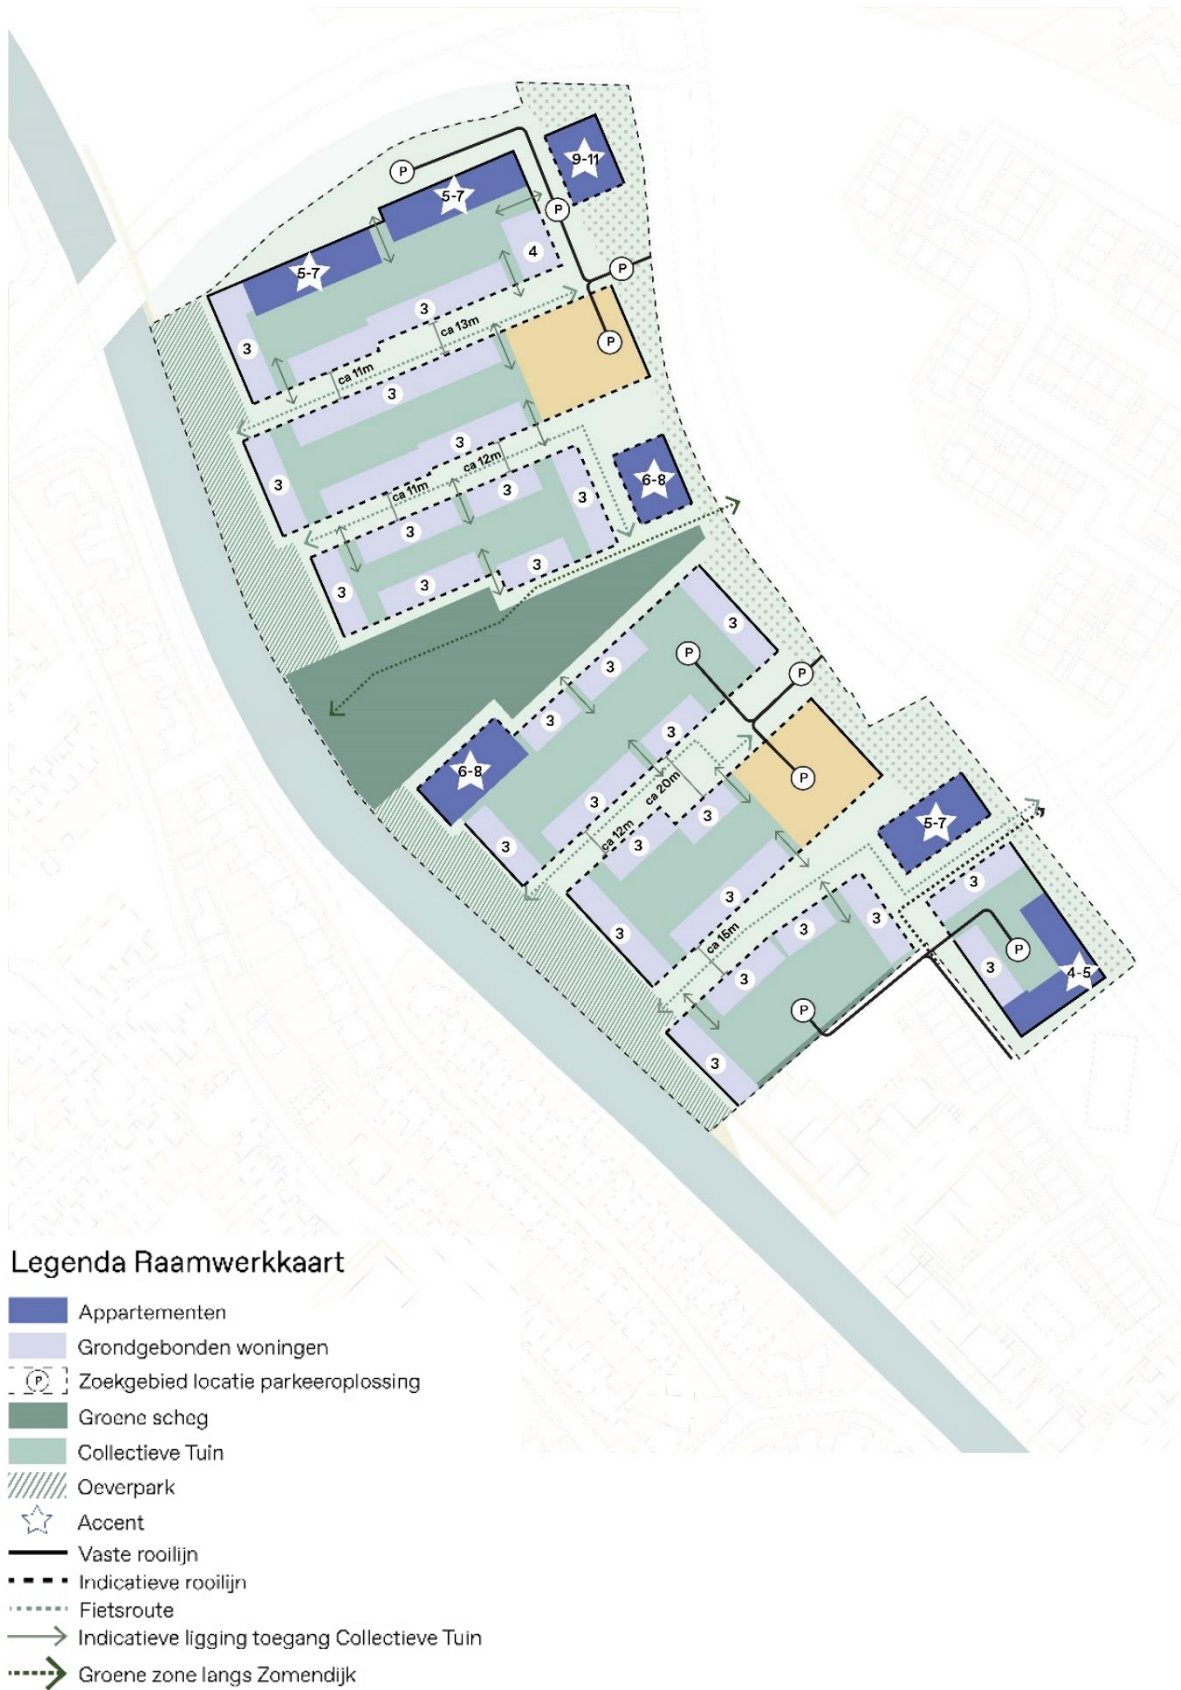 9-11
P
5-7
P
4
P
5-7
3
ca 13m
P
3
ca 11m
3
3
ca 12m
6-8
3
ca 11m
3
3
3
3
3
3
P
3
3
P
3
3
6-8
ca 20m
P
3
3
5-7
ca 12m
3
3
3
3
3
3
3
ca 15m
P
3
4-5
3
P
3
Legenda Raamwerkkaart
Appartementen
Grondgebonden woningen
P Zoekgebied locatie parkeeroplossing
Groene scheg
Collectieve Tuin
Oeverpark
Accent
Vaste rooilijn
Indicatieve rooilijn
Fietsroute
Indicatieve ligging toegang Collectieve Tuin
Groene zone langs Zomendijk